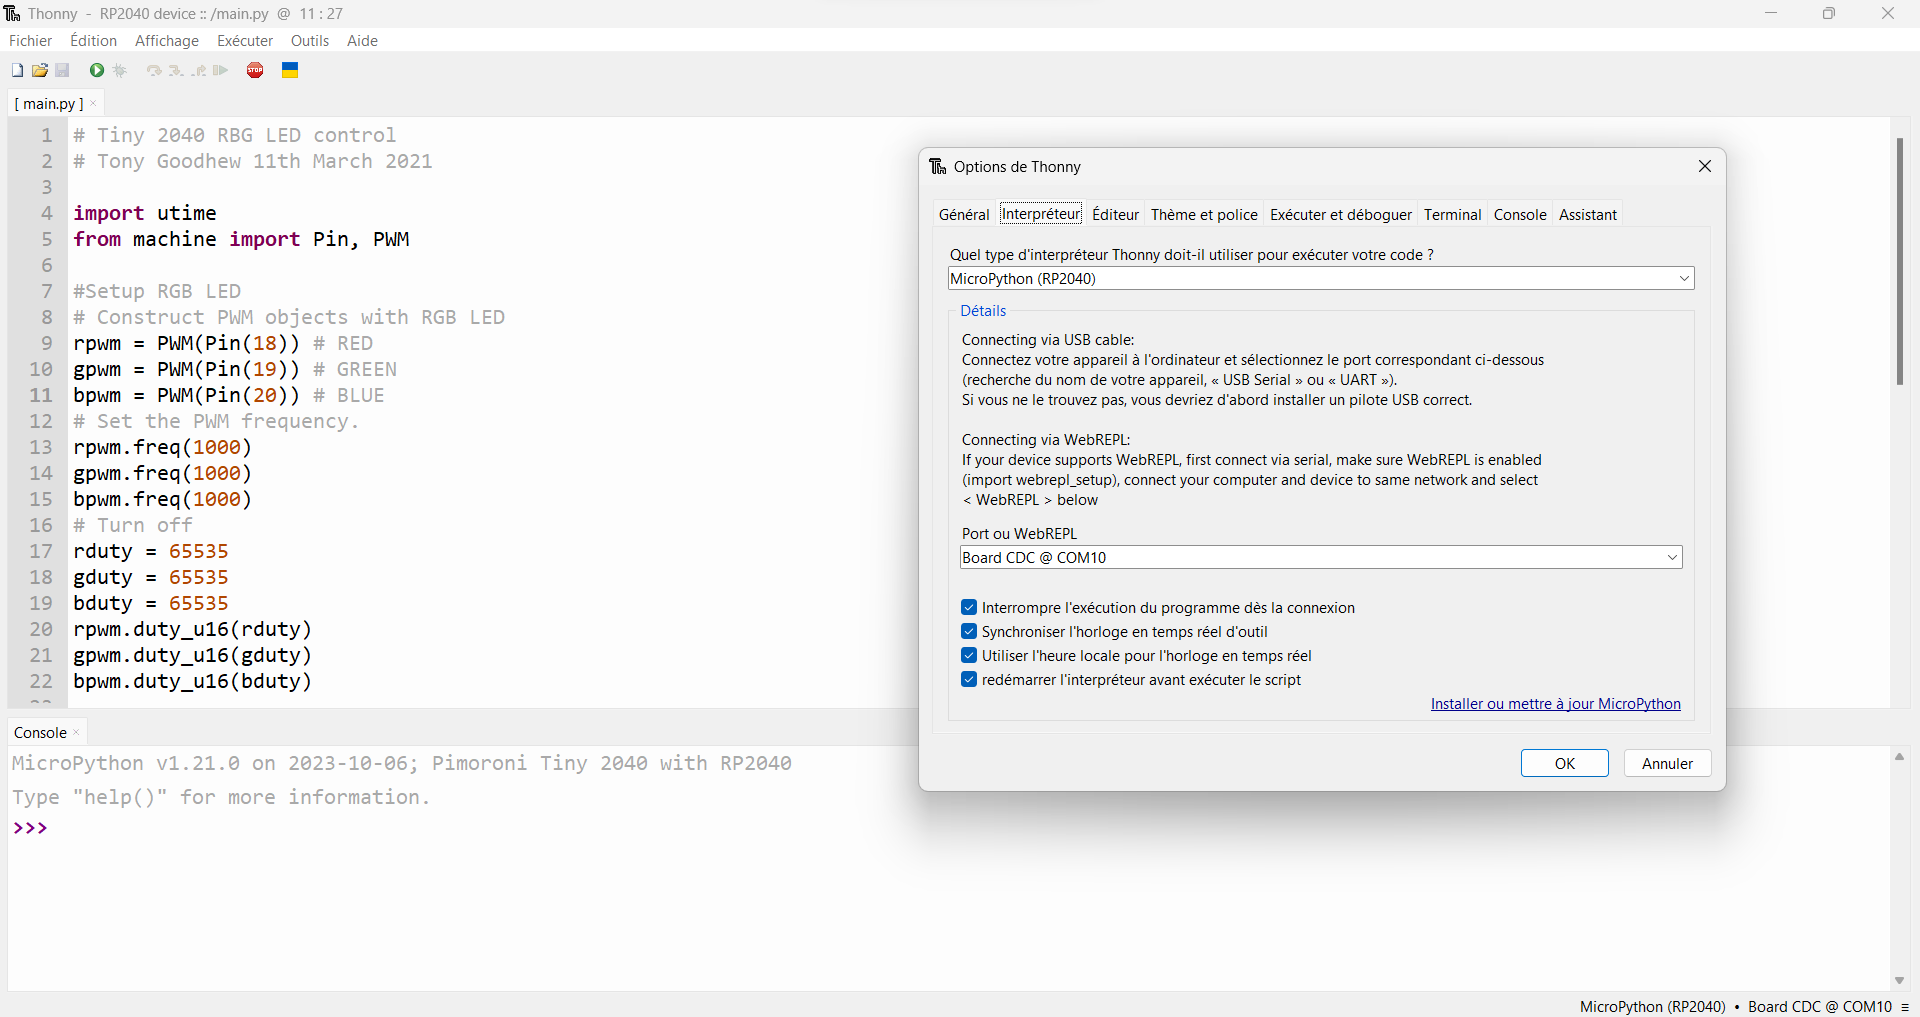 Thonny - RP2040 device :: /main.py @ 11 : 27
Fichier Édition Affichage Exécuter Outils Aide
STOP
[ main.py ] ×
1 # Tiny 2040 RBG LED control
2 # Tony Goodhew 11th March 2021
3
4 import utime
5 from machine import Pin, PWM
6
7 #Setup RGB LED
8 # Construct PWM objects with RGB LED
9 rpwm = PWM(Pin(18)) # RED
10 gpwm = PWM(Pin(19)) # GREEN
11 bpwm = PWM(Pin(20)) # BLUE
12 # Set the PWM frequency.
13 rpwm.freq(1000)
14 gpwm.freq(1000)
15 bpwm.freq(1000)
16 # Turn off
17 rduty = 65535
18 gduty = 65535
19 bduty = 65535
20 rpwm.duty_u16(rduty)
21 gpwm.duty_u16(gduty)
22 bpwm.duty_u16(bduty)
Console ×
MicroPython v1.21.0 on 2023-10-06; Pimoroni Tiny 2040 with RP2040
Type "help()" for more information.
>>>
Options de Thonny
Général Interpréteur Éditeur Thème et police Exécuter et déboguer Terminal Console Assistant
Quel type d'interpréteur Thonny doit-il utiliser pour exécuter votre code ?
MicroPython (RP2040)
Détails
Connecting via USB cable:
Connectez votre appareil à l'ordinateur et sélectionnez le port correspondant ci-dessous
(recherche du nom de votre appareil, « USB Serial » ou « UART »).
Si vous ne le trouvez pas, vous devriez d'abord installer un pilote USB correct.
Connecting via WebREPL:
If your device supports WebREPL, first connect via serial, make sure WebREPL is enabled
(import webrepl_setup), connect your computer and device to same network and select
< WebREPL > below
Port ou WebREPL
Board CDC @ COM10
Interrompre l'exécution du programme dès la connexion
Synchroniser l'horloge en temps réel d'outil
Utiliser l'heure locale pour l'horloge en temps réel
redémarrer l'interpréteur avant exécuter le script
Installer ou mettre à jour MicroPython
OK Annuler
MicroPython (RP2040) • Board CDC @ COM10 ≡